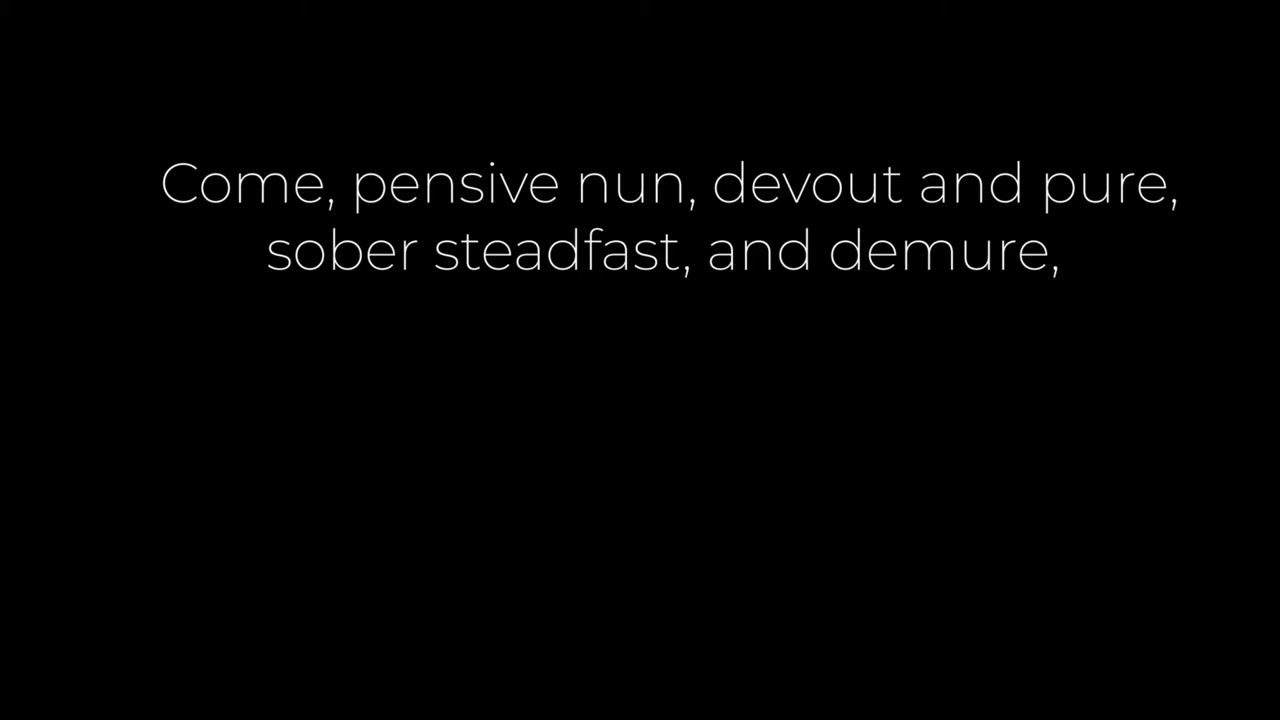 Come, pensive nun, devout and pure,
sober steadfast, and demure,